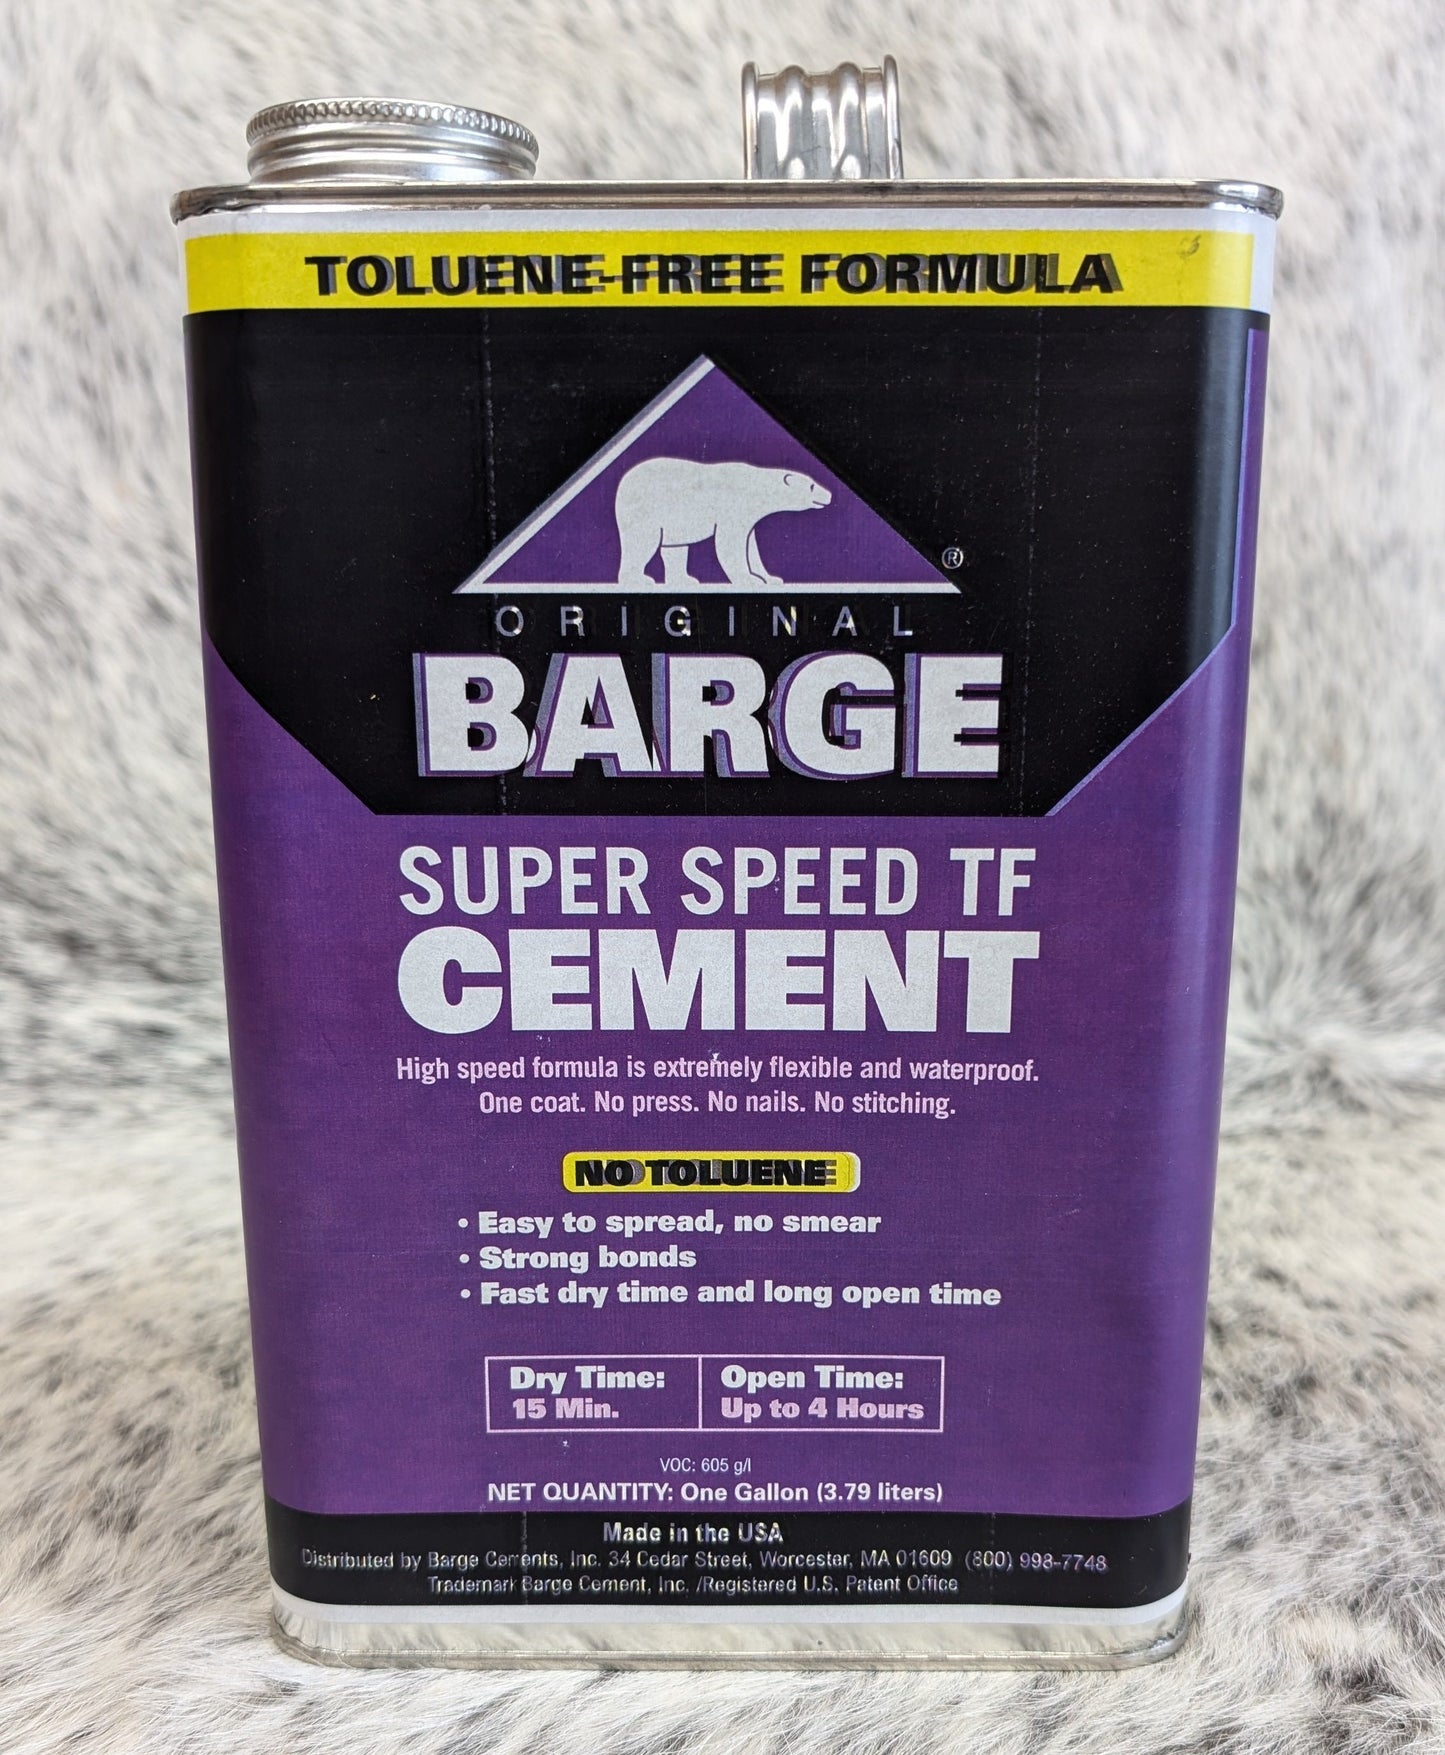 TOLUENE-FREE FORMULA
®
ORIGINAL
BARGE
SUPER SPEED TF
CEMENT
High speed formula is extremely flexible and waterproof.
One coat. No press. No nails. No stitching.
NO TOLUENE
• Easy to spread, no smear
• Strong bonds
• Fast dry time and long open time
Dry Time: Open Time:
15 Min. Up to 4 Hours
VOC: 605 g/l
NET QUANTITY: One Gallon (3.79 liters)
Made in the USA
Distributed by Barge Cements, Inc. 34 Cedar Street, Worcester, MA 01609 (800) 998-7748
Trademark Barge Cement, Inc. /Registered U.S. Patent Office